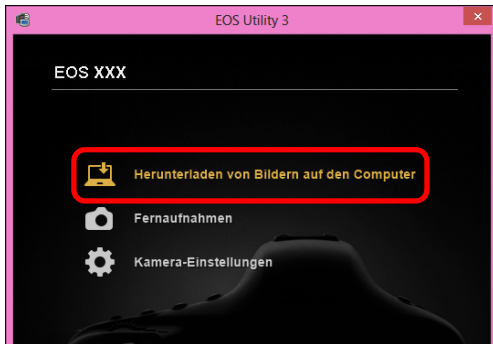 EOS Utility 3
EOS XXX
Herunterladen von Bildern auf den Computer
Fernaufnahmen
Kamera-Einstellungen